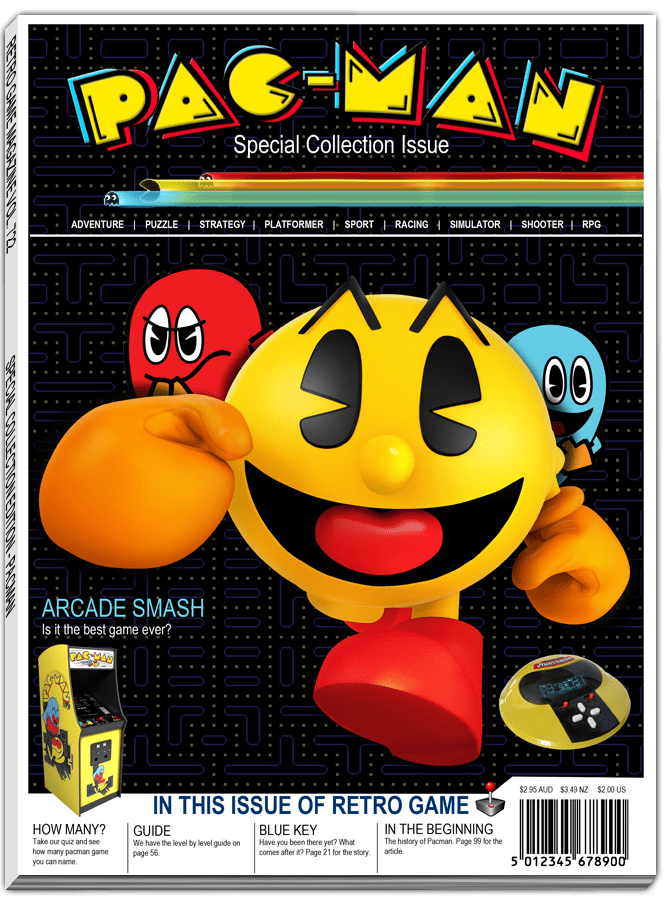 PAC-MAN
Special Collection Issue
ADVENTURE | PUZZLE | STRATEGY | PLATFORMER | SPORT | RACING | SIMULATOR | SHOOTER | RPG
ARCADE SMASH
Is it the best game ever?
PAC-MAN
IN THIS ISSUE OF RETRO GAME
$2.95 AUD $3.49 NZ $2.00 US
HOW MANY?
Take our quiz and see
how many pacman game
you can name.
GUIDE
We have the level by level guide on
page 56.
BLUE KEY
Have you been there yet? What
comes after it? Page 21 for the story.
IN THE BEGINNING
The history of Pacman. Page 99 for the
article.
5 012345 678900